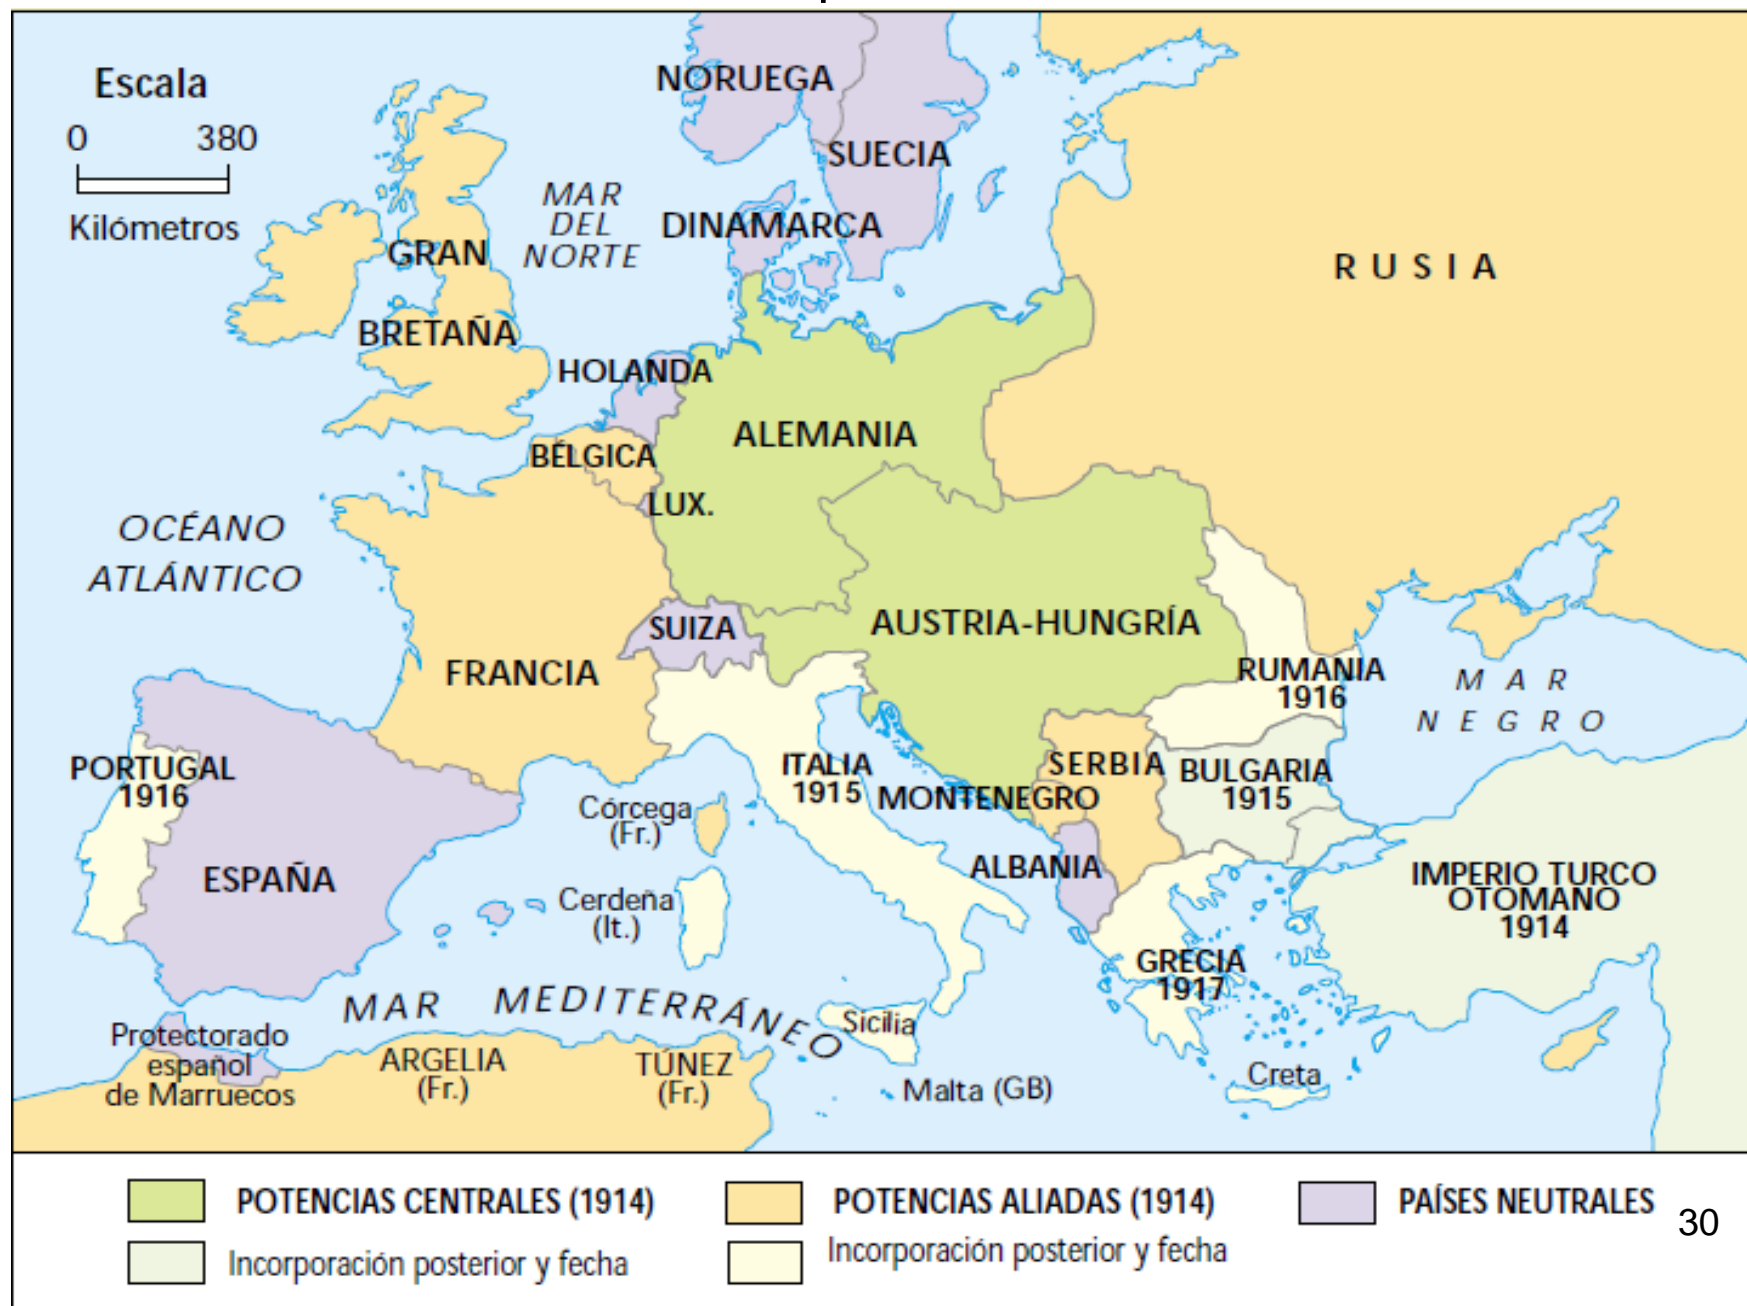 Escala
0 380
Kilómetros
NORUEGA
SUECIA
MAR
DEL
NORTE
DINAMARCA
GRAN
BRETAÑA
RUSIA
HOLANDA
BÉLGICA
LUX.
ALEMANIA
OCÉANO
ATLÁNTICO
SUIZA
AUSTRIA-HUNGRÍA
FRANCIA
RUMANIA
1916
MAR
NEGRO
PORTUGAL
1916
ESPAÑA
ITALIA
1915
MONTENEGRO
SERBIA
BULGARIA
1915
Córcega
(Fr.)
Cerdeña
(It.)
ALBANIA
IMPERIO TURCO
OTOMANO
1914
GRECIA
1917
MAR MEDITERRÁNEO
Sicilia
Protectorado
español
de Marruecos
ARGELIA
(Fr.)
TÚNEZ
(Fr.)
Malta (GB)
Creta
POTENCIAS CENTRALES (1914)
Incorporación posterior y fecha
POTENCIAS ALIADAS (1914)
Incorporación posterior y fecha
PAÍSES NEUTRALES
30